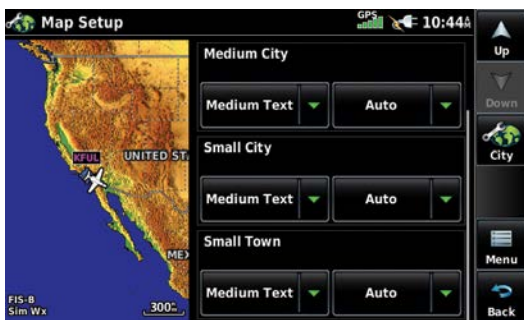 Map Setup
GPS
10:44
Up
Medium City
Down
Medium Text
Auto
City
Small City
KFUL
UNITED ST
Medium Text
Auto
Small Town
Menu
MEX
Medium Text
Auto
FIS-B
Sim Wx
300
Back